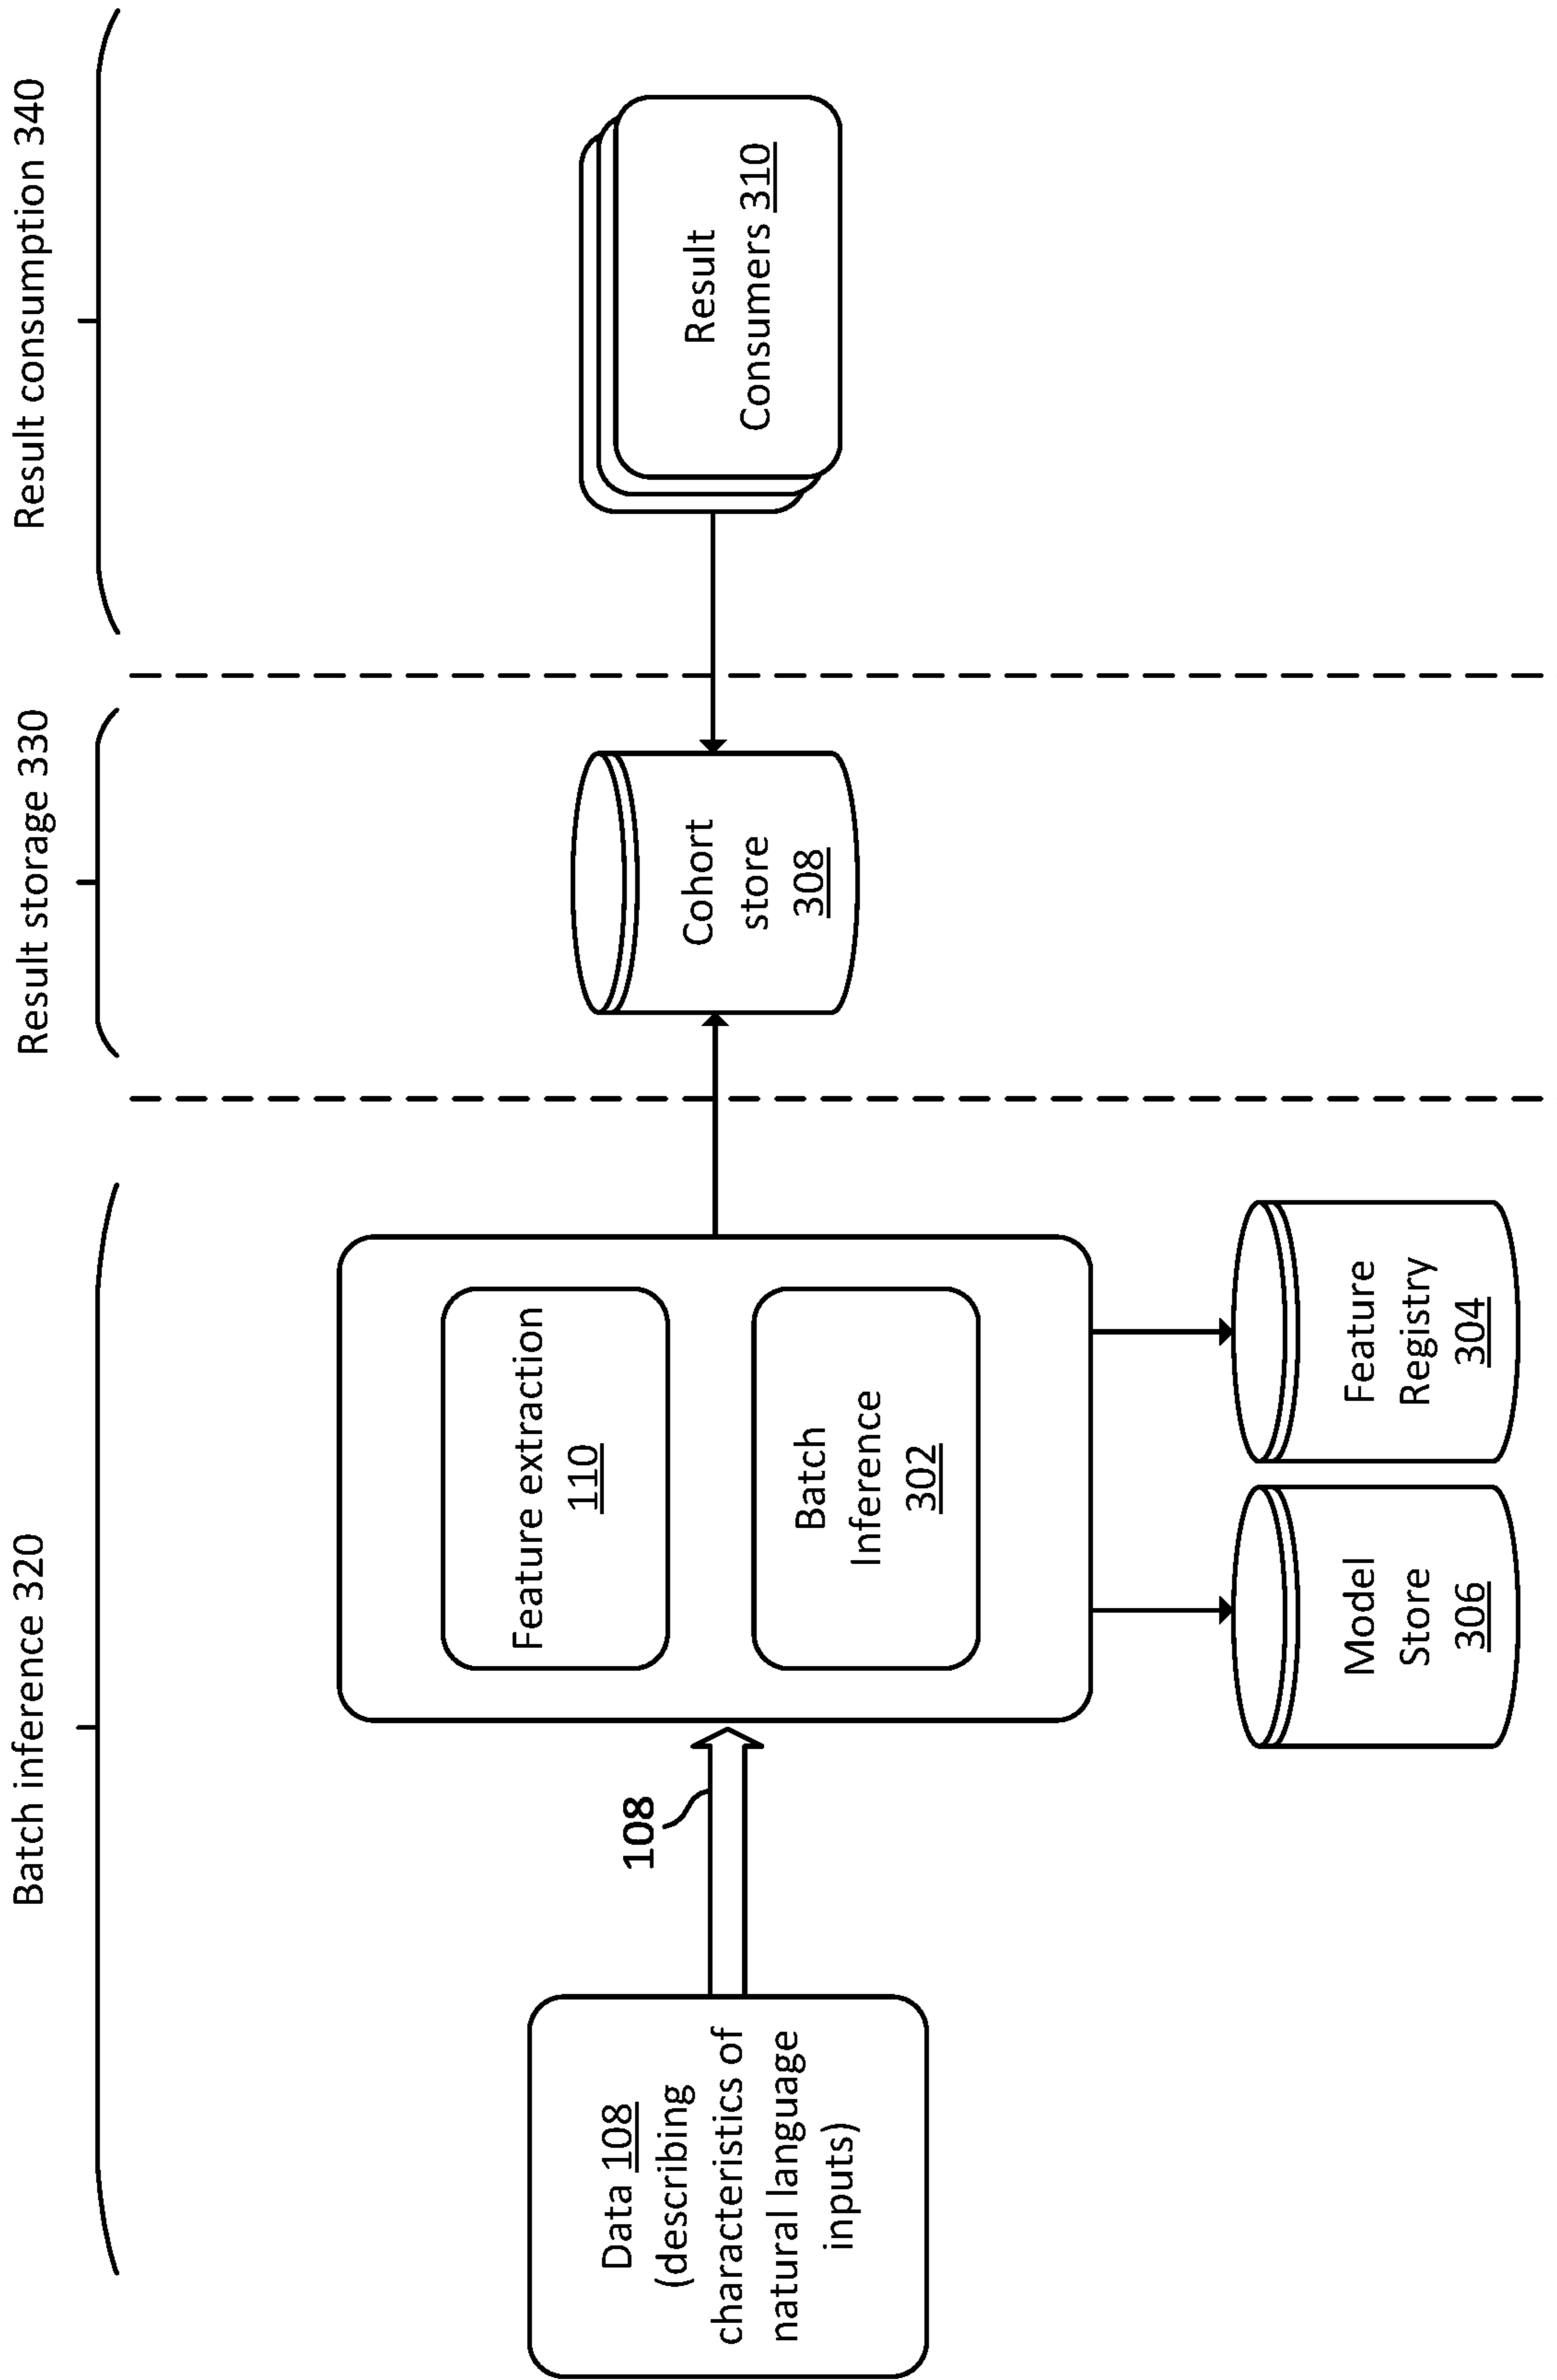 Batch inference 320
Result storage 330
Result consumption 340
Data 108
(describing
characteristics of
natural language
inputs)
108
Feature extraction
110
Batch
Inference
302
Model
Store
306
Feature
Registry
304
Cohort
store
308
Result
Consumers 310